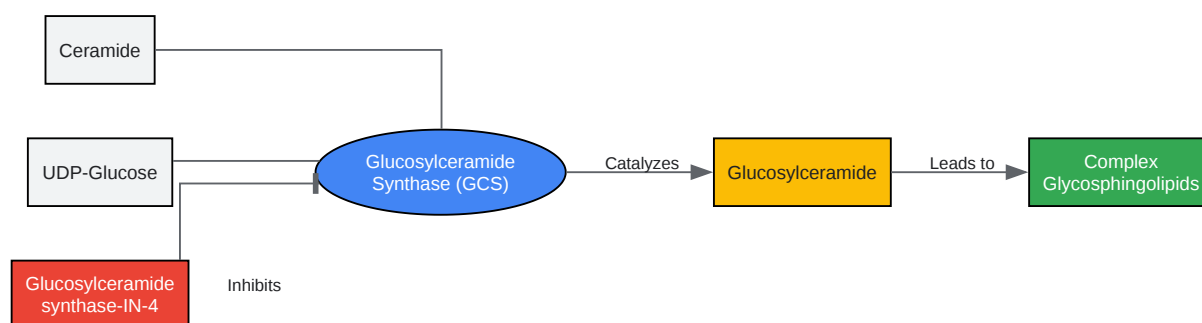 Ceramide
UDP-Glucose
Glucosylceramide
Synthase (GCS)
Catalyzes
Glucosylceramide
Leads to
Complex
Glycosphingolipids
Glucosylceramide
synthase-IN-4
Inhibits